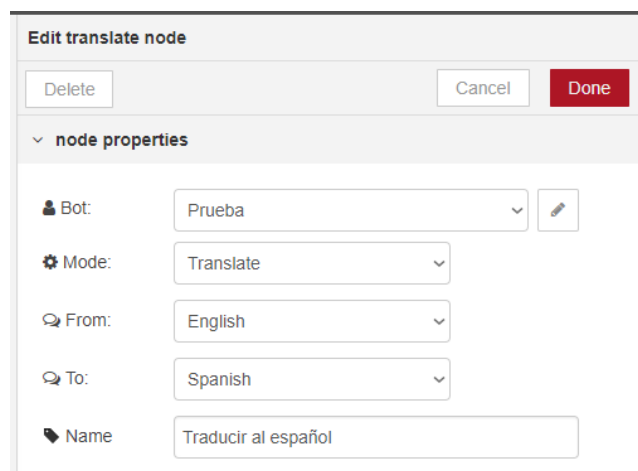 Edit translate node
Delete Cancel Done
node properties
Bot: Prueba
Mode: Translate
From: English
To: Spanish
Name Traducir al español